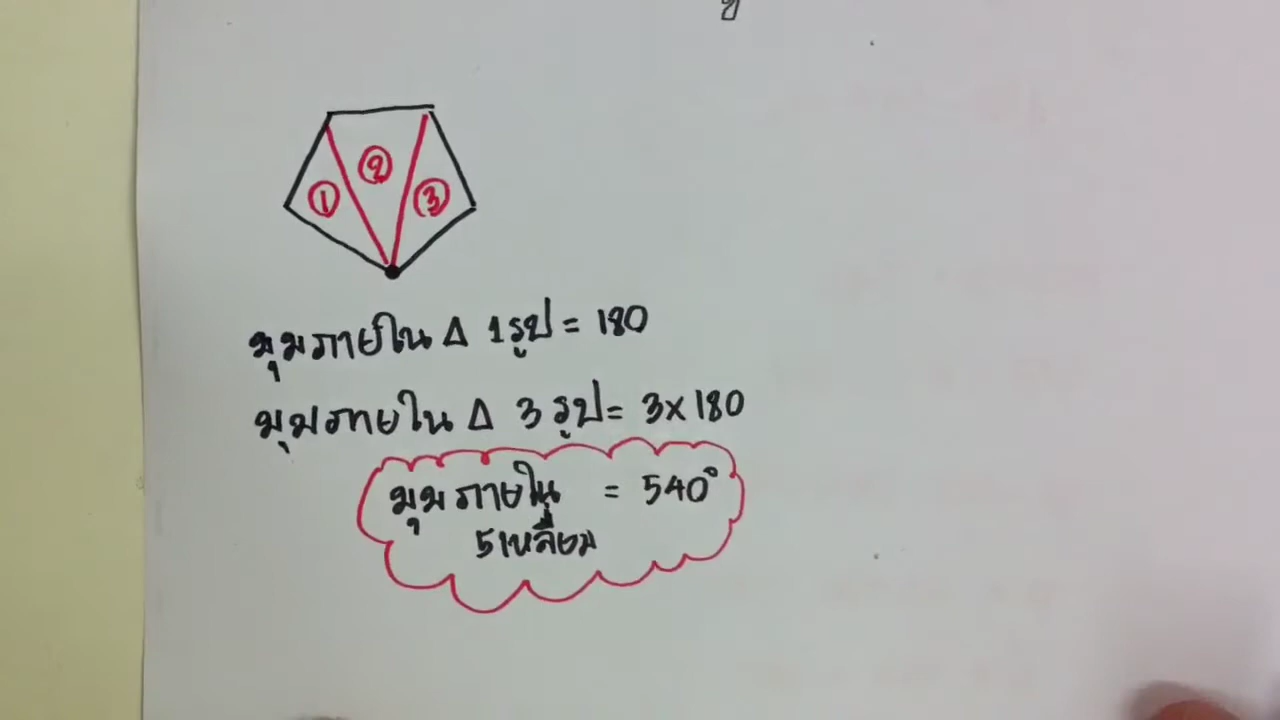 ① ② ③
มุมภายใน Δ 1 รูป = 180
มุมภายใน Δ 3 รูป = 3 x 180
มุมภายใน = 540°
5 เหลี่ยม